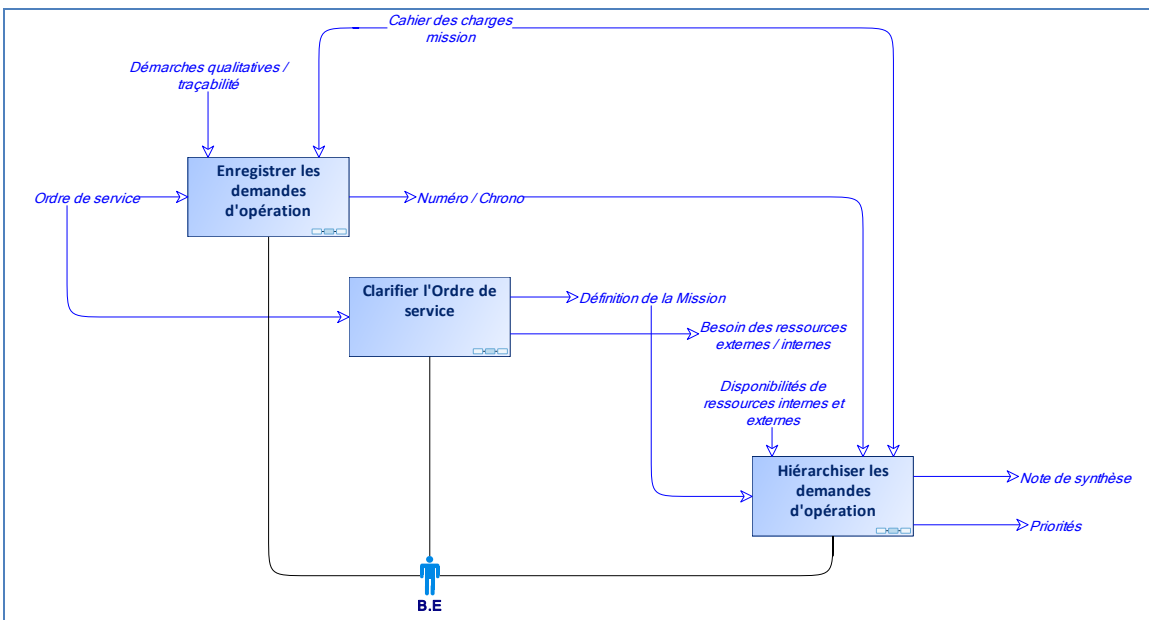 Cahier des charges
mission
Démarches qualitatives /
traçabilité
Enregistrer les
demandes
d'opération
Ordre de service
Numéro / Chrono
Clarifier l'Ordre de
service
Définition de la Mission
Besoin des ressources
externes / internes
Disponibilités de
ressources internes et
externes
Hiérarchiser les
demandes
d'opération
Note de synthèse
Priorités
B.E